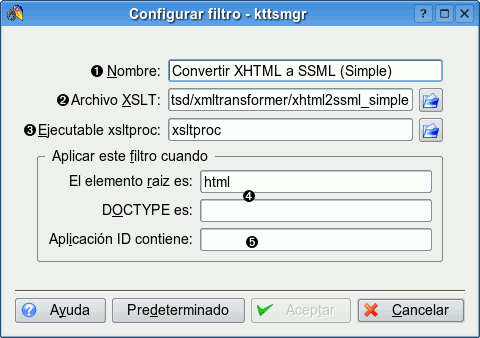 Configurar filtro - kttsmgr
❶ Nombre: Convertir XHTML a SSML (Simple)
❷ Archivo XSLT: tsd/xmltransformer/xhtml2ssml_simple
❸ Ejecutable xsltproc: xsltproc
Aplicar este filtro cuando
El elemento raiz es: html
❹
DOCTYPE es:
Aplicación ID contiene: ❺
Ayuda Predeterminado Aceptar Cancelar